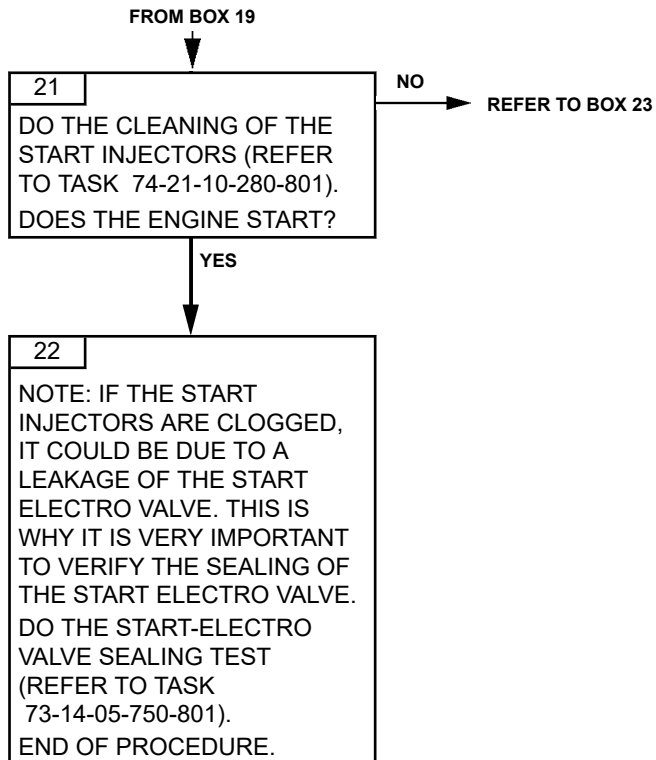 FROM BOX 19
21
NO
REFER TO BOX 23
DO THE CLEANING OF THE
START INJECTORS (REFER
TO TASK 74-21-10-280-801).
DOES THE ENGINE START?
YES
22
NOTE: IF THE START
INJECTORS ARE CLOGGED,
IT COULD BE DUE TO A
LEAKAGE OF THE START
ELECTRO VALVE. THIS IS
WHY IT IS VERY IMPORTANT
TO VERIFY THE SEALING OF
THE START ELECTRO VALVE.
DO THE START-ELECTRO
VALVE SEALING TEST
(REFER TO TASK
73-14-05-750-801).
END OF PROCEDURE.